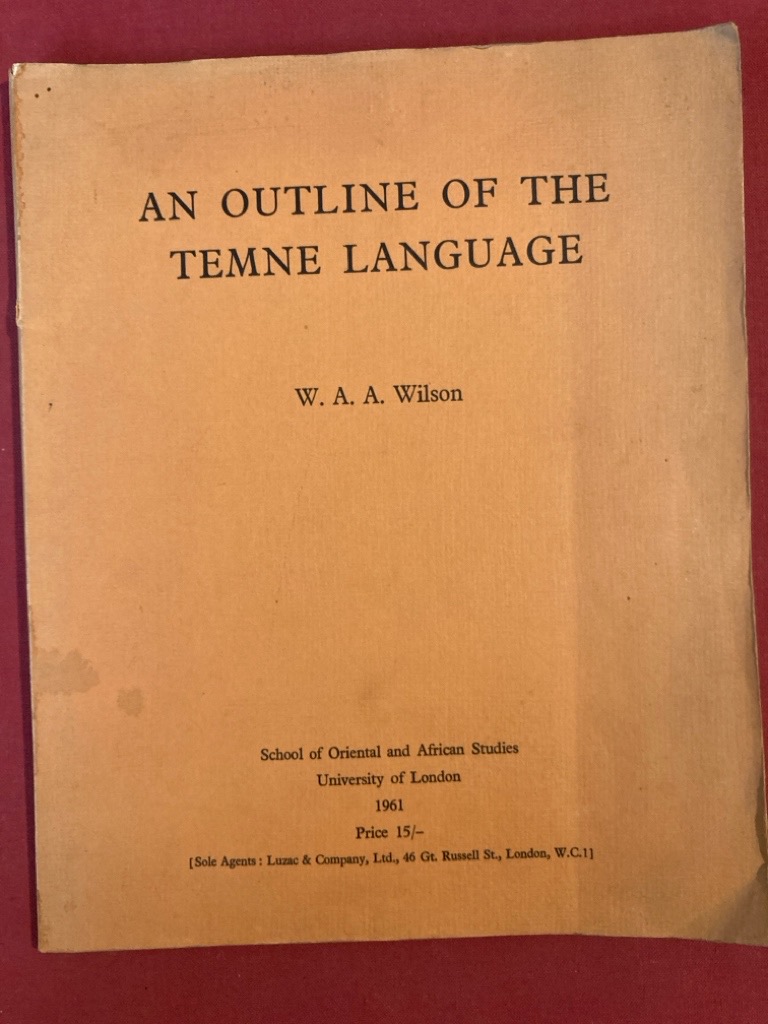 AN OUTLINE OF THE
TEMNE LANGUAGE
W. A. A. Wilson
School of Oriental and African Studies
University of London
1961
Price 15/–
[Sole Agents: Luzac & Company, Ltd., 46 Gt. Russell St., London, W.C.1]